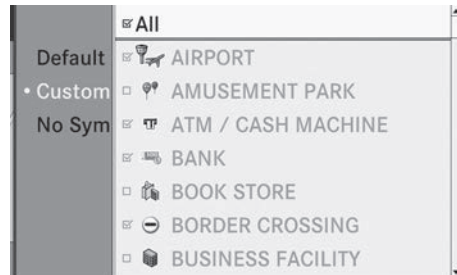 All
Default
• Custom
No Sym
AIRPORT
AMUSEMENT PARK
ATM / CASH MACHINE
BANK
BOOK STORE
BORDER CROSSING
BUSINESS FACILITY